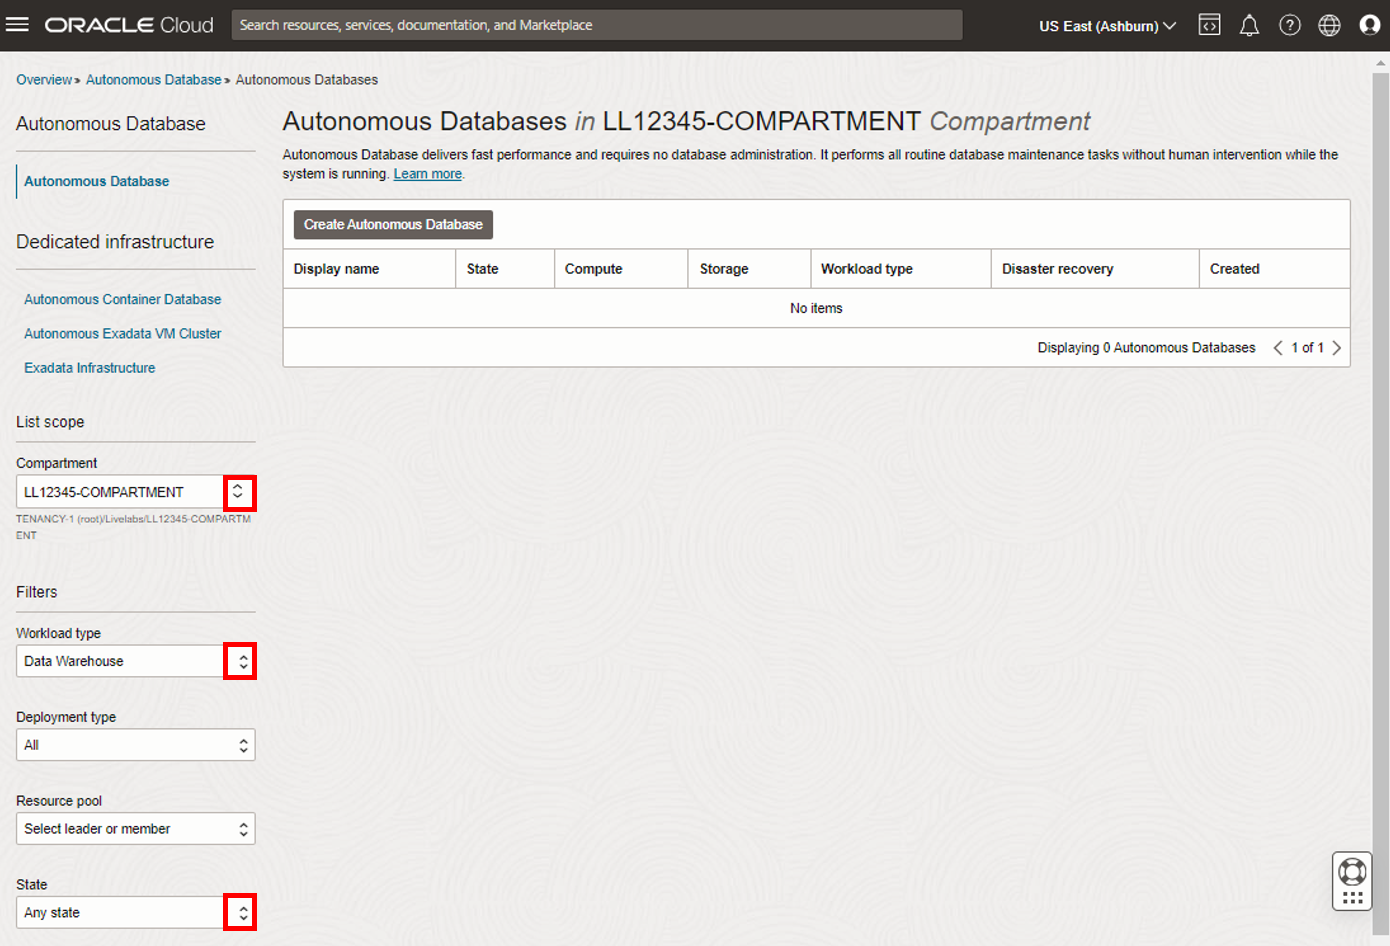 ORACLE Cloud
Search resources, services, documentation, and Marketplace
US East (Ashburn)
Overview » Autonomous Database » Autonomous Databases
Autonomous Database
Autonomous Database
Dedicated infrastructure
Autonomous Container Database
Autonomous Exadata VM Cluster
Exadata Infrastructure
List scope
Compartment
LL12345-COMPARTMENT
TENANCY-1 (root)/Livelabs/LL12345-COMPARTM
ENT
Filters
Workload type
Data Warehouse
Deployment type
All
Resource pool
Select leader or member
State
Any state
Autonomous Databases in LL12345-COMPARTMENT Compartment
Autonomous Database delivers fast performance and requires no database administration. It performs all routine database maintenance tasks without human intervention while the
system is running. Learn more.
Create Autonomous Database
Display name State Compute Storage Workload type Disaster recovery Created
No items
Displaying 0 Autonomous Databases < 1 of 1 >